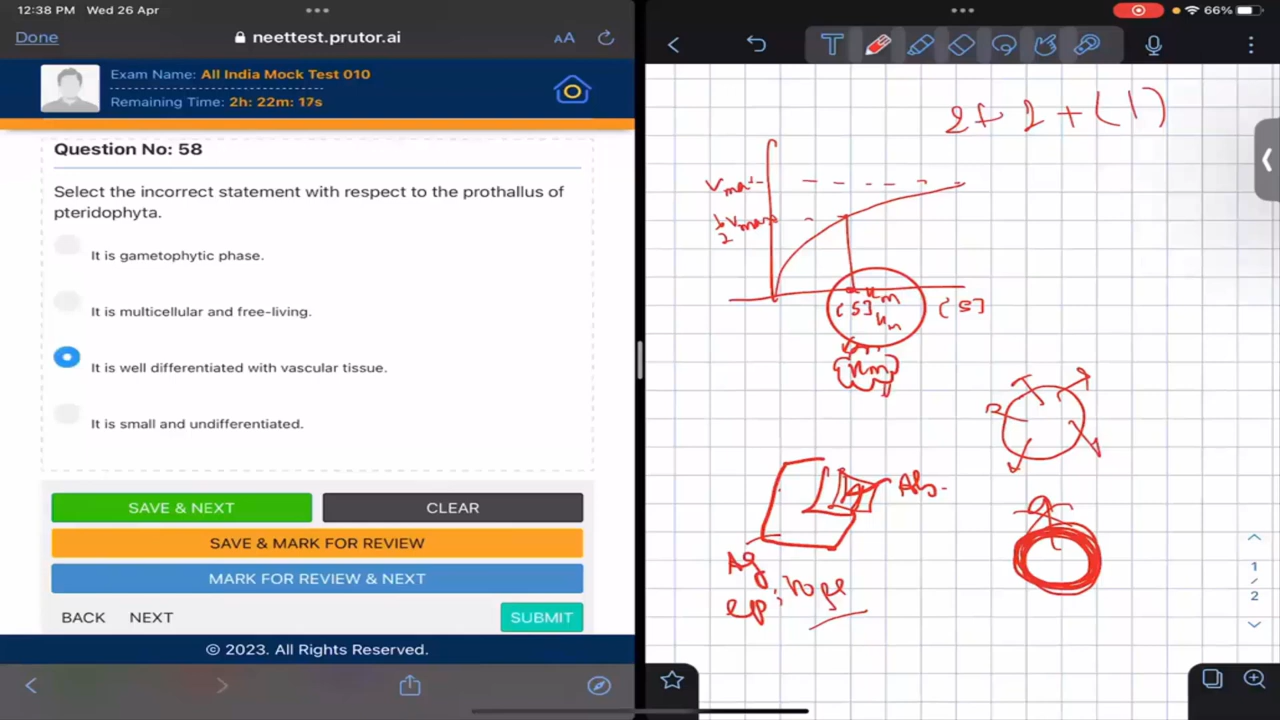 12:38 PM Wed 26 Apr
66%
Done
neettest.prutor.ai
AA
Exam Name: All India Mock Test 010
Remaining Time: 2h: 22m: 17s
Question No: 58
Select the incorrect statement with respect to the prothallus of
pteridophyta.
It is gametophytic phase.
It is multicellular and free-living.
It is well differentiated with vascular tissue.
It is small and undifferentiated.
SAVE & NEXT
CLEAR
SAVE & MARK FOR REVIEW
MARK FOR REVIEW & NEXT
BACK
NEXT
SUBMIT
© 2023. All Rights Reserved.
T
2+2+(1)
Vmax
Vmax
2
Km
[S]
[S]
Km
Ag
1
2